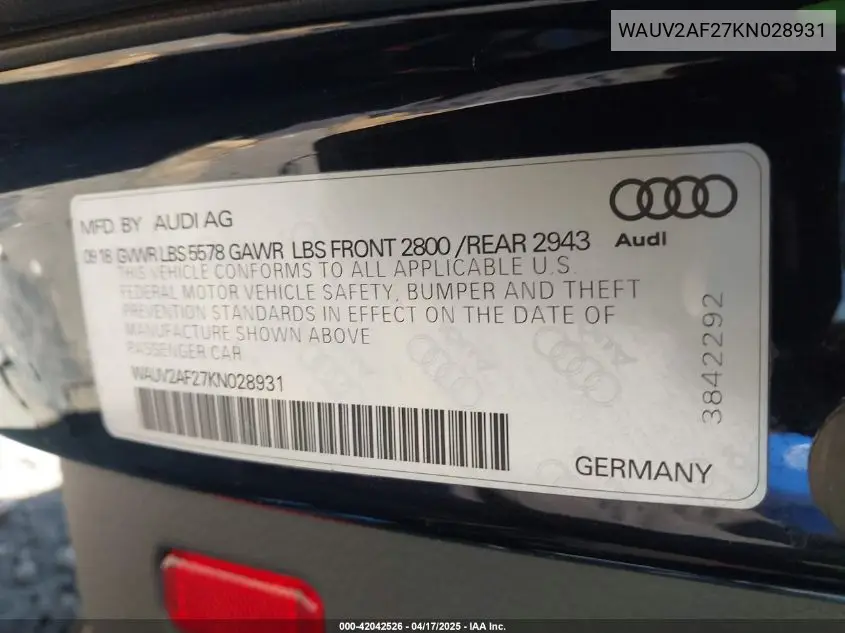 WAUV2AF27KN028931
MFD BY AUDI AG
09 18 GVWR LBS 5578 GAWR LBS FRONT 2800 /REAR 2943
Audi
THIS VEHICLE CONFORMS TO ALL APPLICABLE U.S.
FEDERAL MOTOR VEHICLE SAFETY, BUMPER AND THEFT
PREVENTION STANDARDS IN EFFECT ON THE DATE OF
MANUFACTURE SHOWN ABOVE
PASSENGER CAR
WAUV2AF27KN028931
3842292
GERMANY
000-42042526 - 04/17/2025 - IAA Inc.